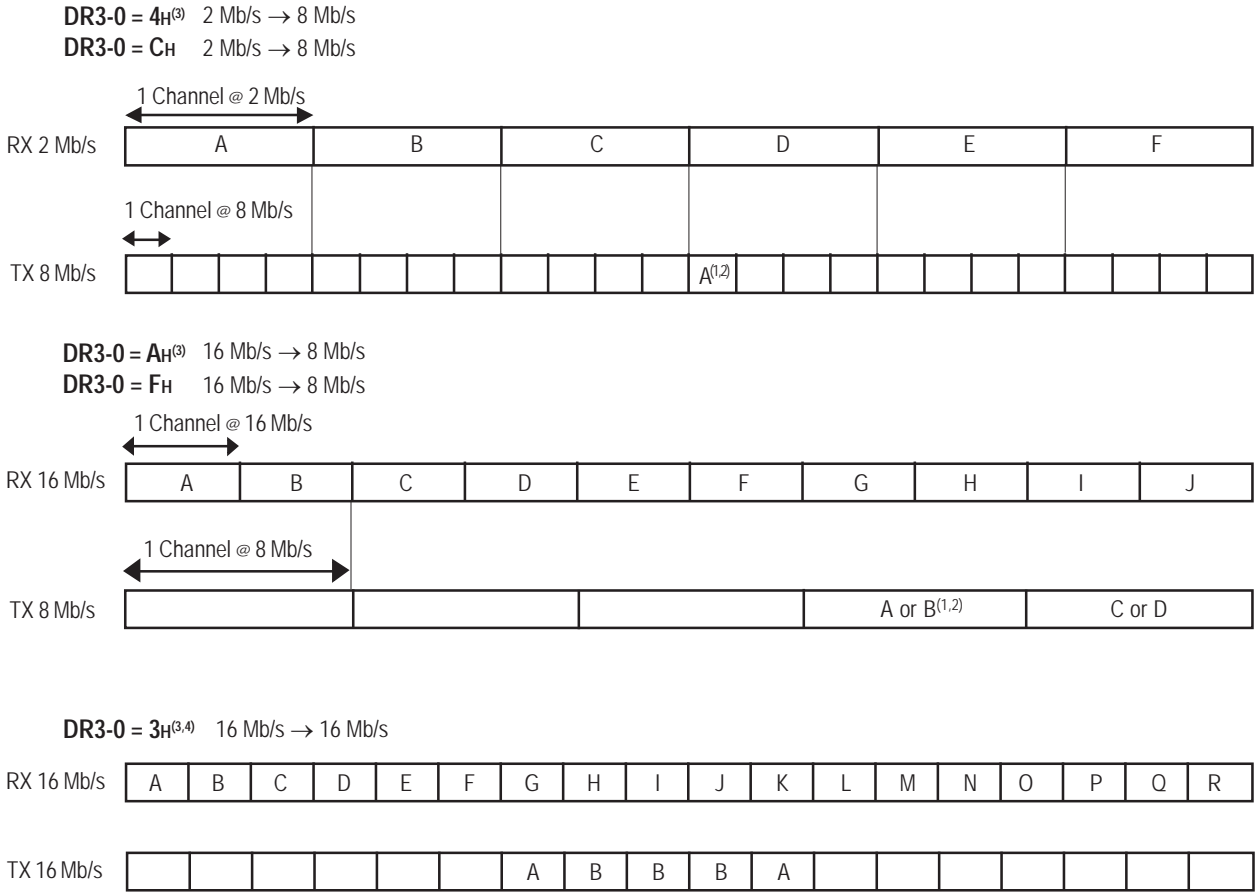 DR3-0 = 4H(3) 2 Mb/s → 8 Mb/s
DR3-0 = CH 2 Mb/s → 8 Mb/s
1 Channel @ 2 Mb/s
RX 2 Mb/s A B C D E F
1 Channel @ 8 Mb/s
TX 8 Mb/s A(1,2)
DR3-0 = AH(3) 16 Mb/s → 8 Mb/s
DR3-0 = FH 16 Mb/s → 8 Mb/s
1 Channel @ 16 Mb/s
RX 16 Mb/s A B C D E F G H I J
1 Channel @ 8 Mb/s
TX 8 Mb/s A or B(1,2) C or D
DR3-0 = 3H(3,4) 16 Mb/s → 16 Mb/s
RX 16 Mb/s A B C D E F G H I J K L M N O P Q R
TX 16 Mb/s A B B B A